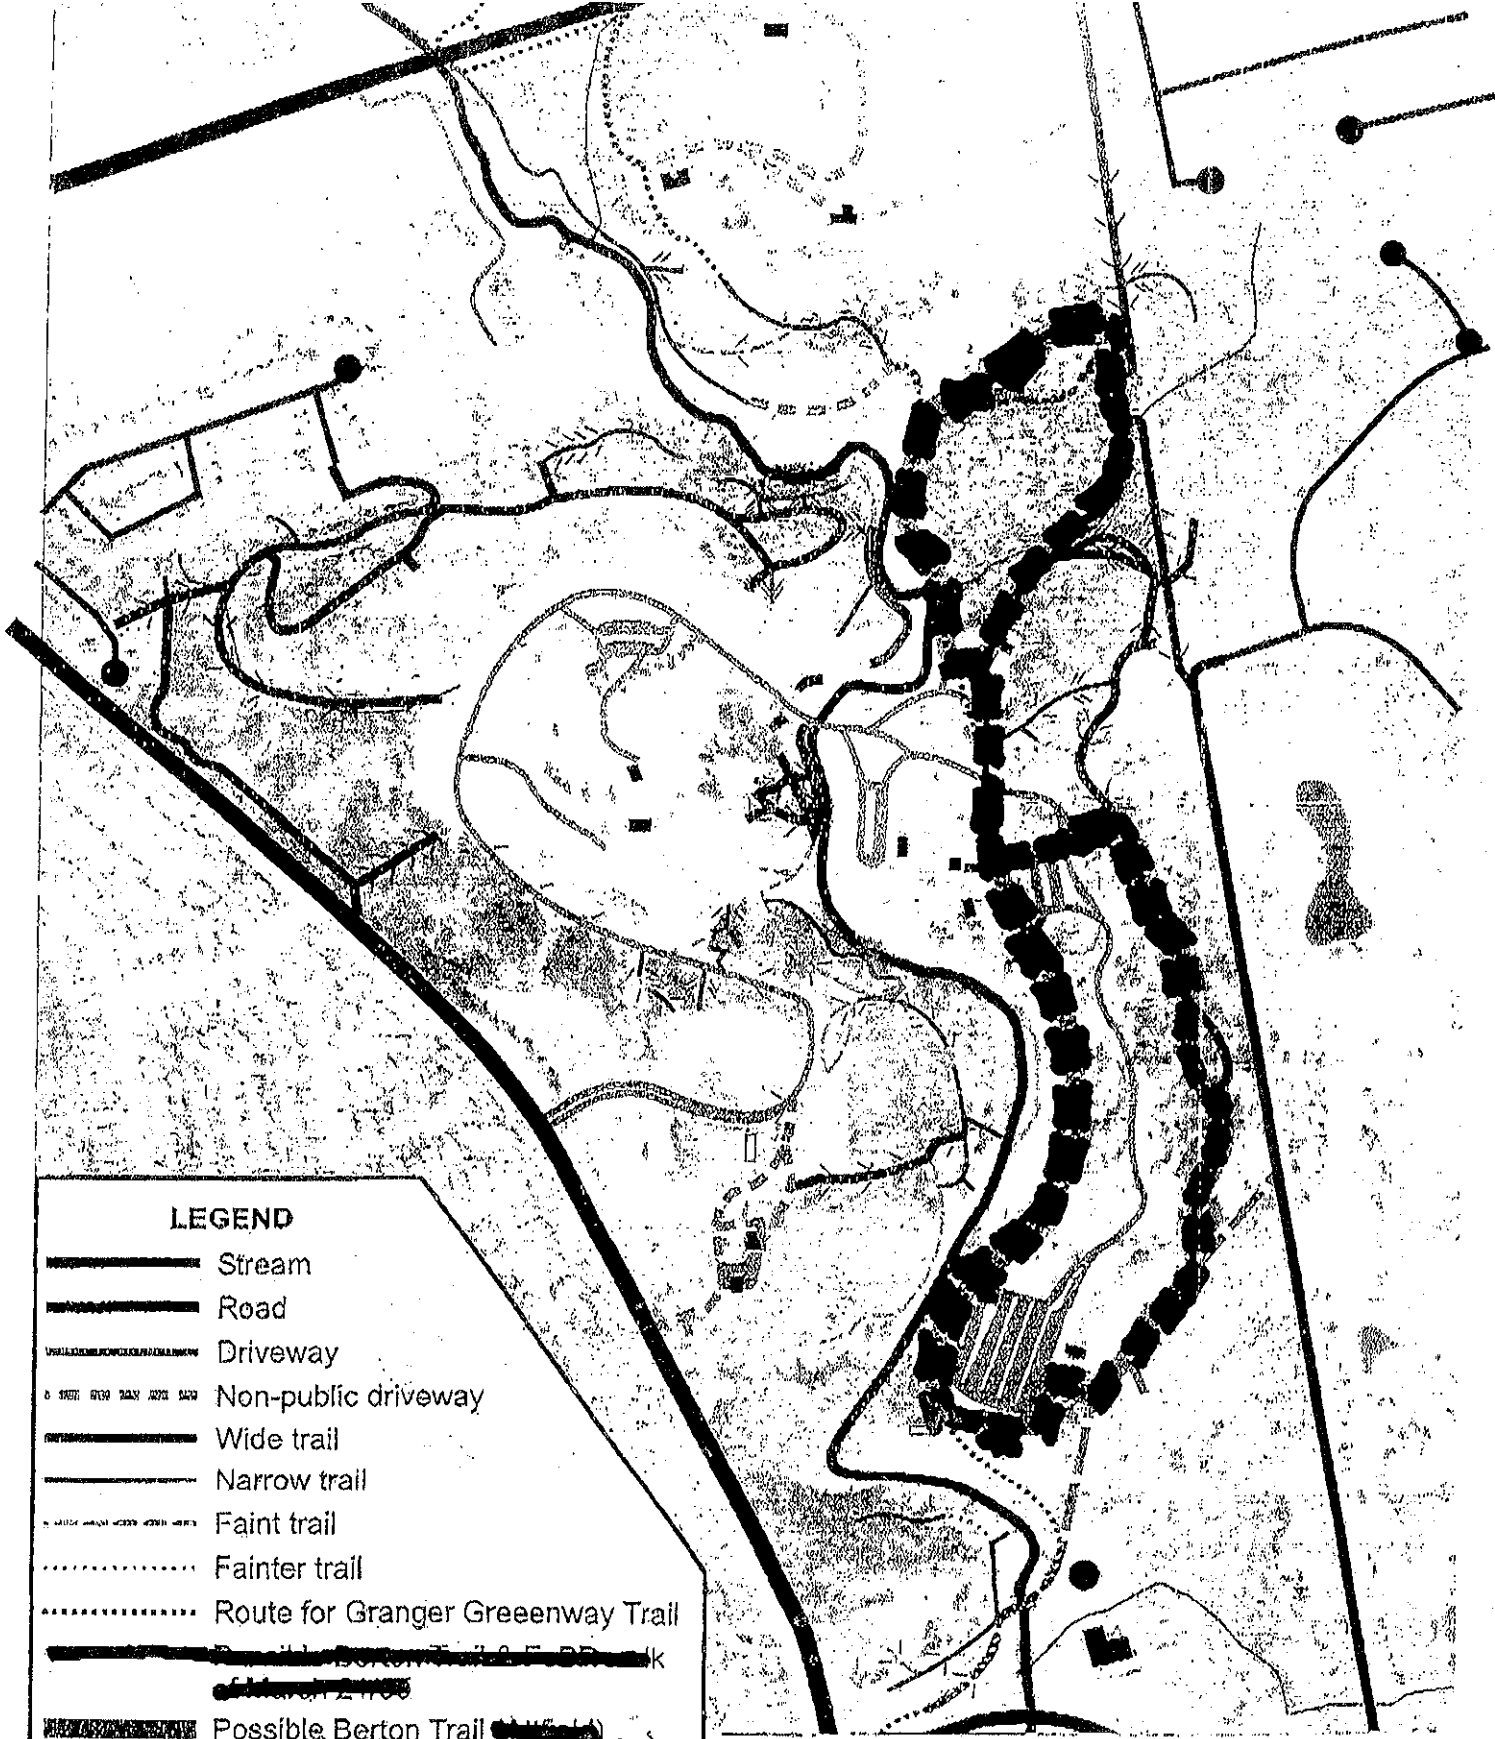 LEGEND
Stream
Road
Driveway
Non-public driveway
Wide trail
Narrow trail
Faint trail
Fainter trail
Route for Granger Greeenway Trail
Possible Berton Trail